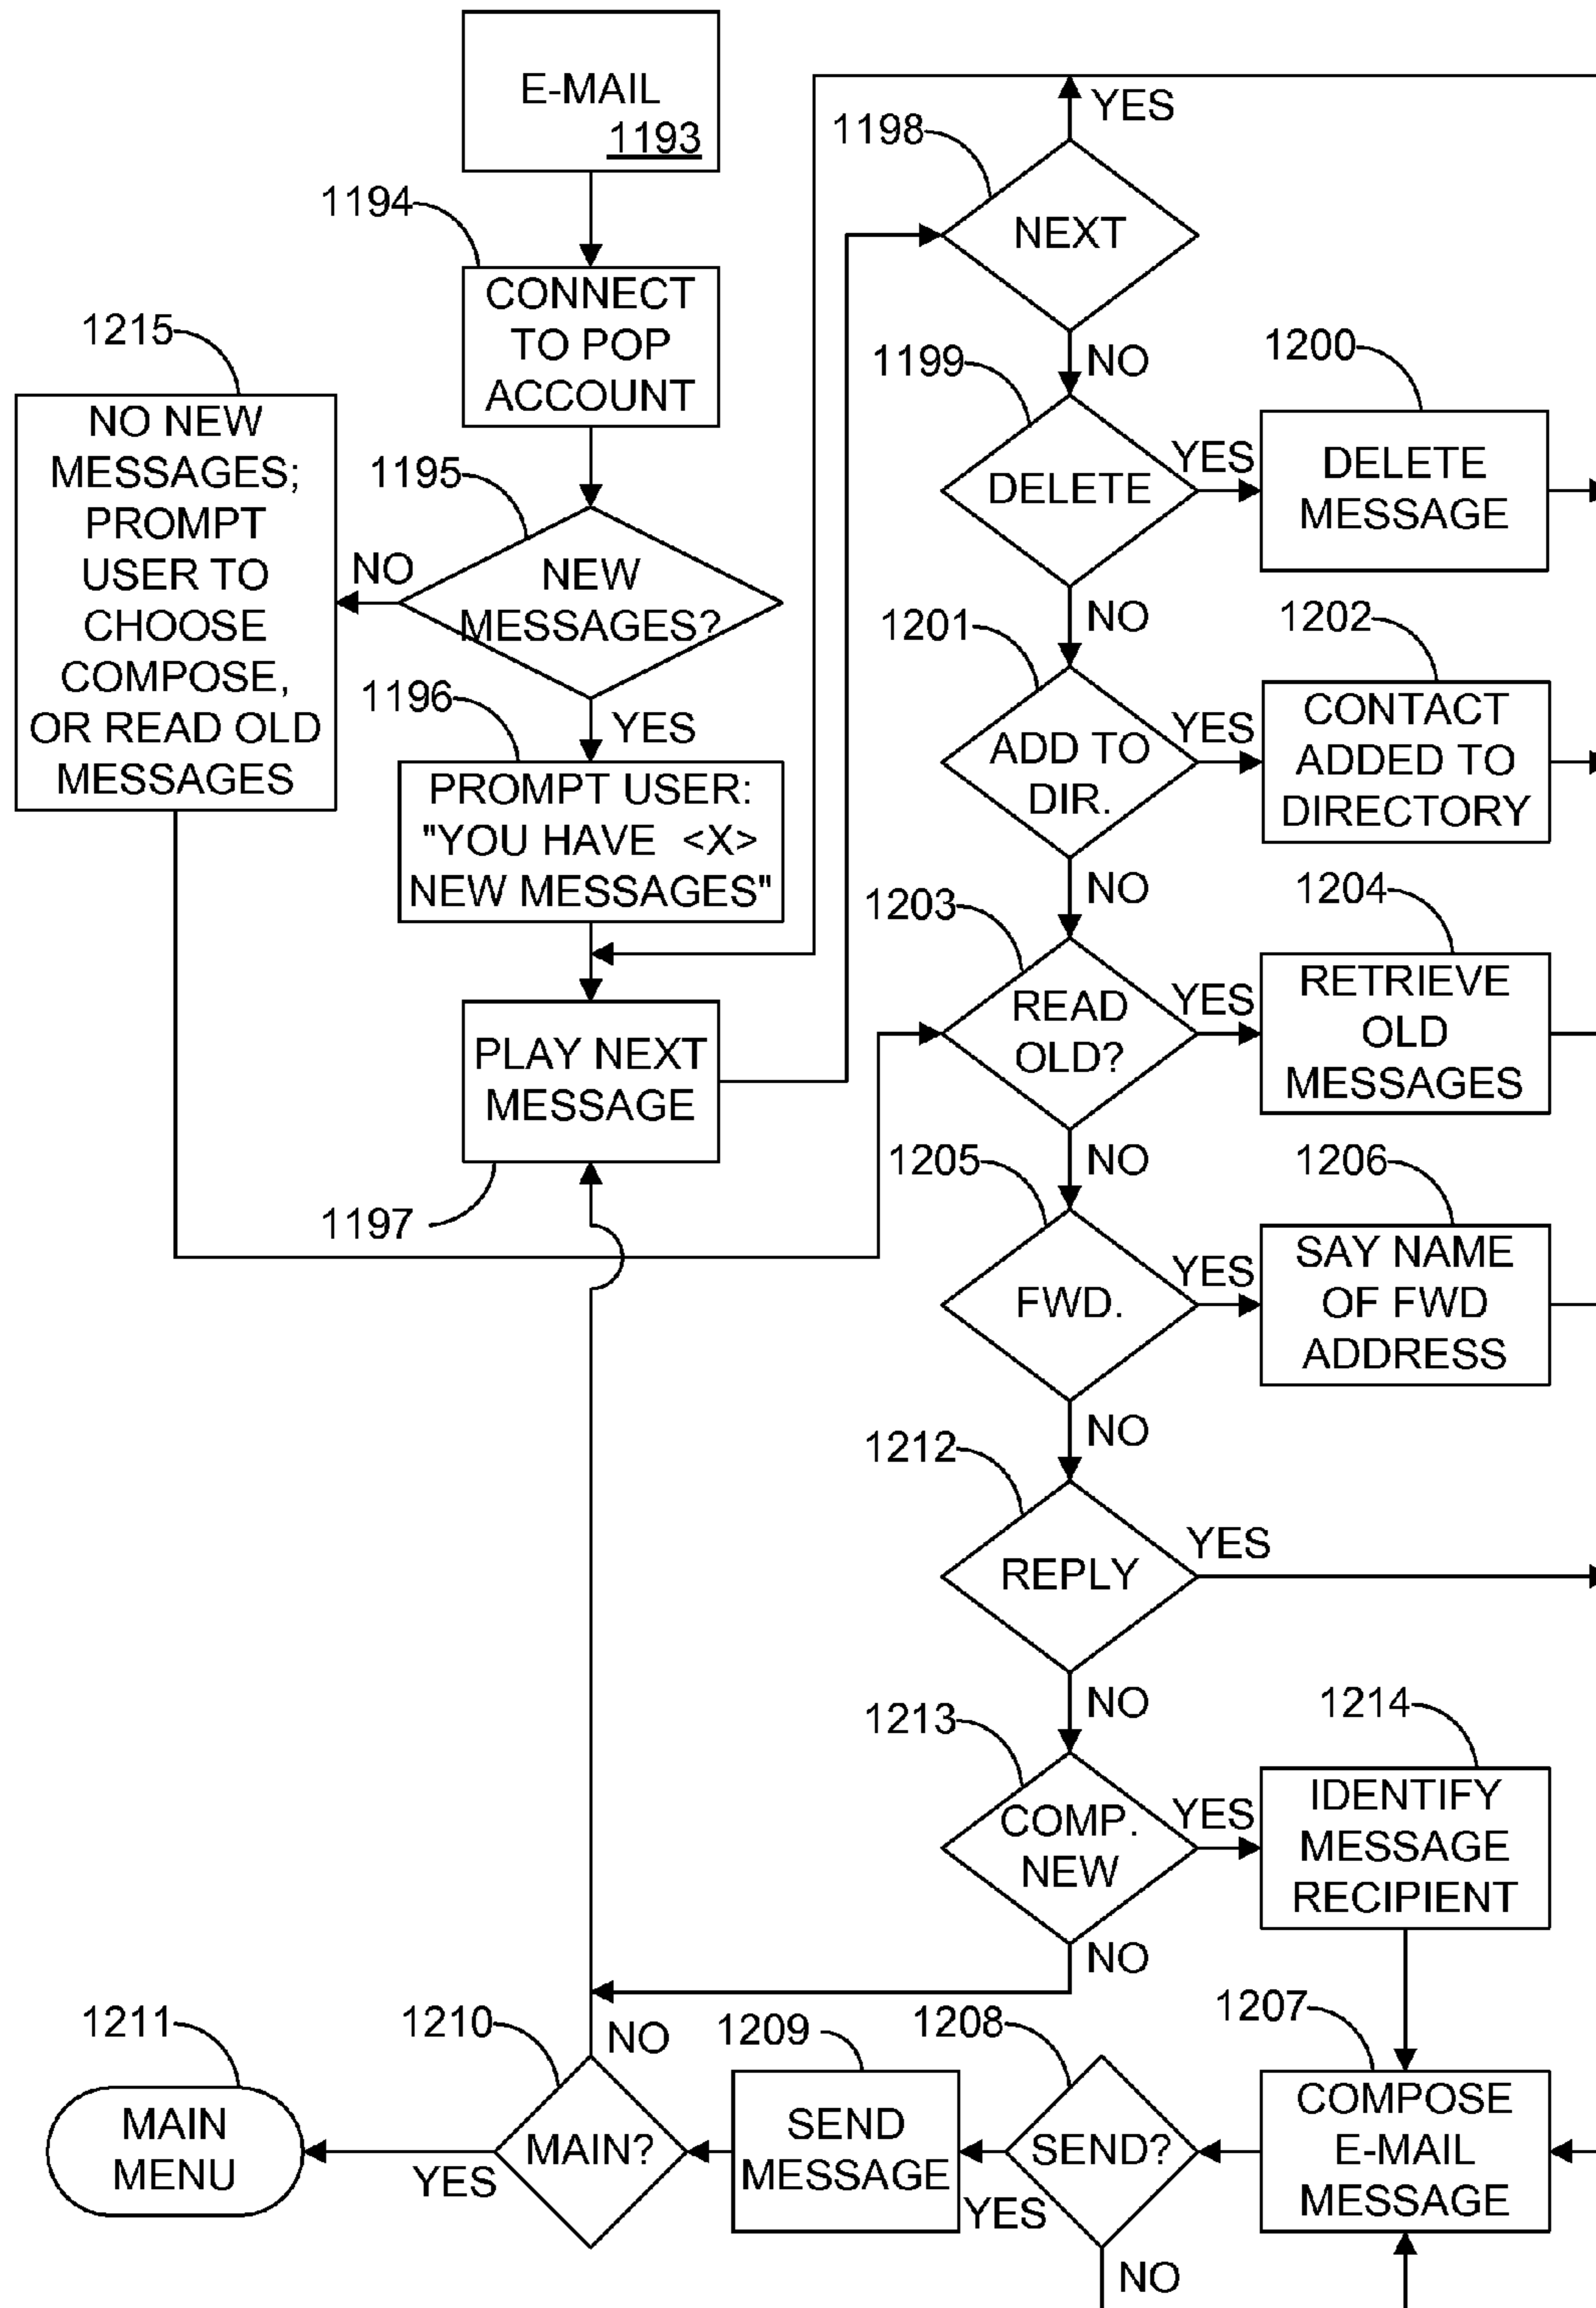 E-MAIL
1193
1194
CONNECT
TO POP
ACCOUNT
1215
NO NEW
MESSAGES;
PROMPT
USER TO
CHOOSE
COMPOSE,
OR READ OLD
MESSAGES
1195
NO
NEW
MESSAGES?
1196
YES
PROMPT USER:
"YOU HAVE <X>
NEW MESSAGES"
PLAY NEXT
MESSAGE
1197
YES
1198
NEXT
NO
1199
DELETE
YES
1200
DELETE
MESSAGE
NO
1201
ADD TO
DIR.
YES
1202
CONTACT
ADDED TO
DIRECTORY
NO
1203
READ
OLD?
YES
1204
RETRIEVE
OLD
MESSAGES
NO
1205
FWD.
YES
1206
SAY NAME
OF FWD
ADDRESS
NO
1212
REPLY
YES
NO
1213
COMP.
NEW
YES
1214
IDENTIFY
MESSAGE
RECIPIENT
NO
1207
COMPOSE
E-MAIL
MESSAGE
1208
SEND?
YES
NO
1209
SEND
MESSAGE
1210
NO
MAIN?
YES
1211
MAIN
MENU